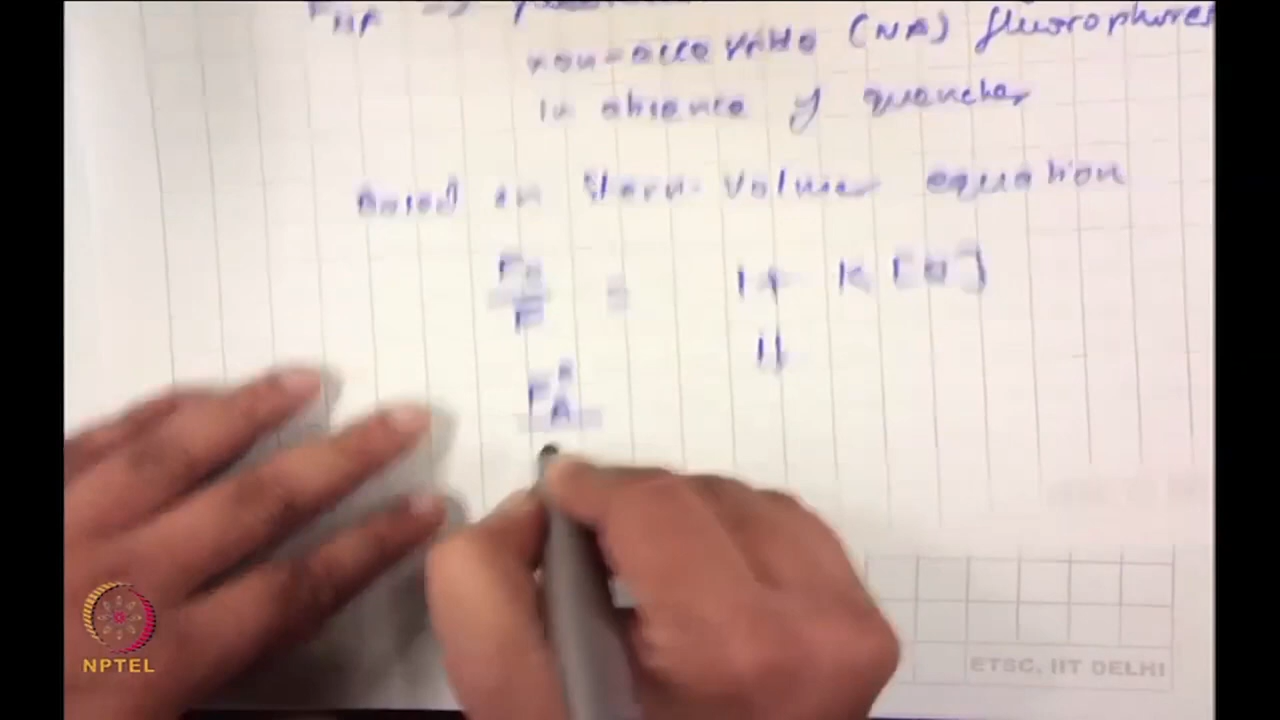 non-accessible (NA) fluorophores
in absence of quencher
Based on Stern-Volmer equation
F₀/F = 1 + K[Q]
F⁰A
NPTEL
ETSC, IIT DELHI